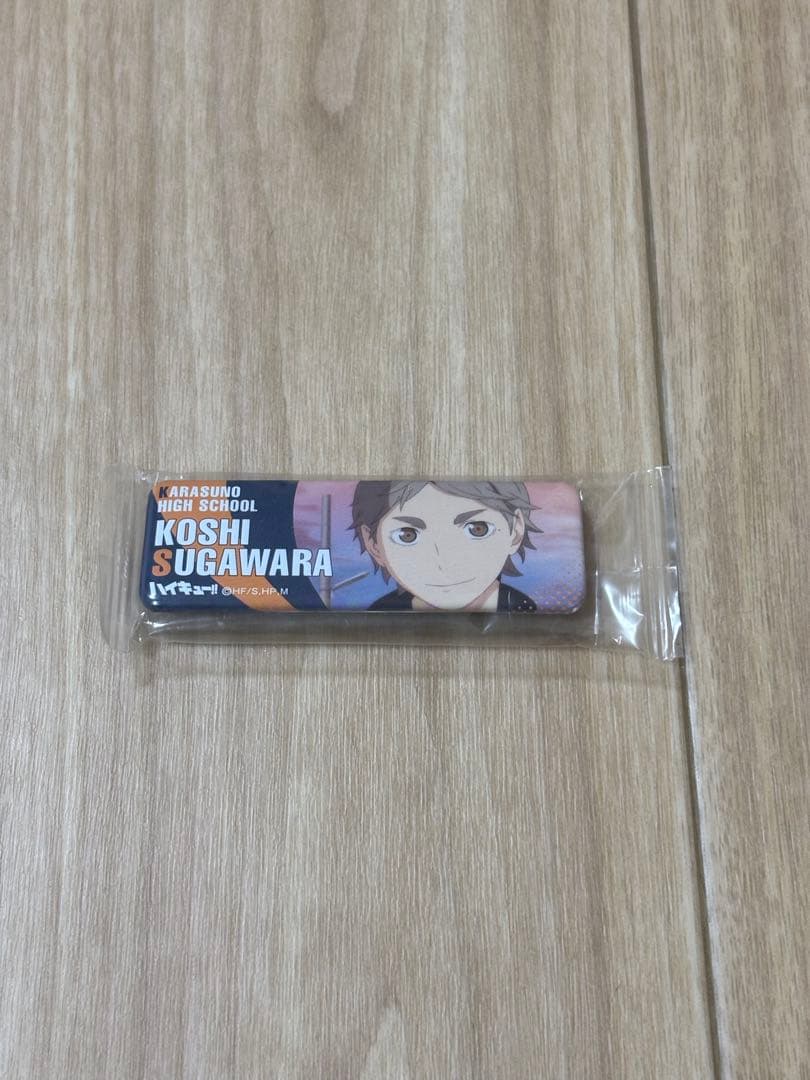 KARASUNO
HIGH SCHOOL
KOSHI
SUGAWARA
ハイキュー!! ©HF/S,HP,M